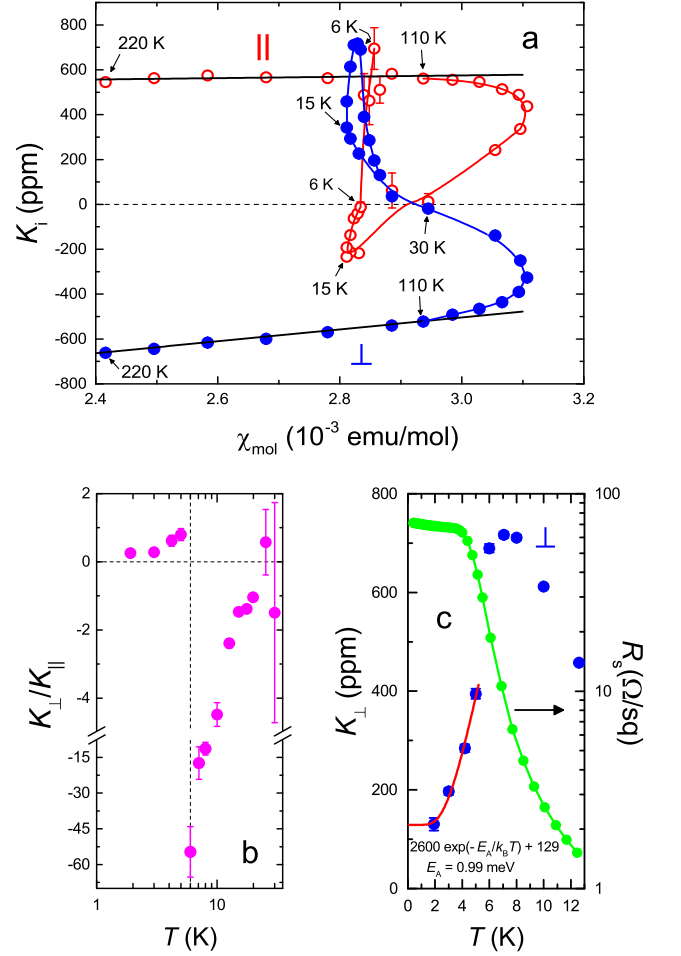 a
||
⊥
220 K
6 K
110 K
15 K
6 K
15 K
30 K
110 K
220 K
800
600
400
200
0
-200
-400
-600
-800
K_i (ppm)
2.4 2.6 2.8 3.0 3.2
χ_mol (10^-3 emu/mol)
b
2
0
-2
-4
-15
-30
-45
-60
K_⊥/K_||
1 10
T (K)
c
⊥
800
600
400
200
0
K_⊥ (ppm)
100
10
1
R_s(Ω/sq)
2600 exp(-E_A/k_BT) + 129
E_A = 0.99 meV
0 2 4 6 8 10 12
T (K)